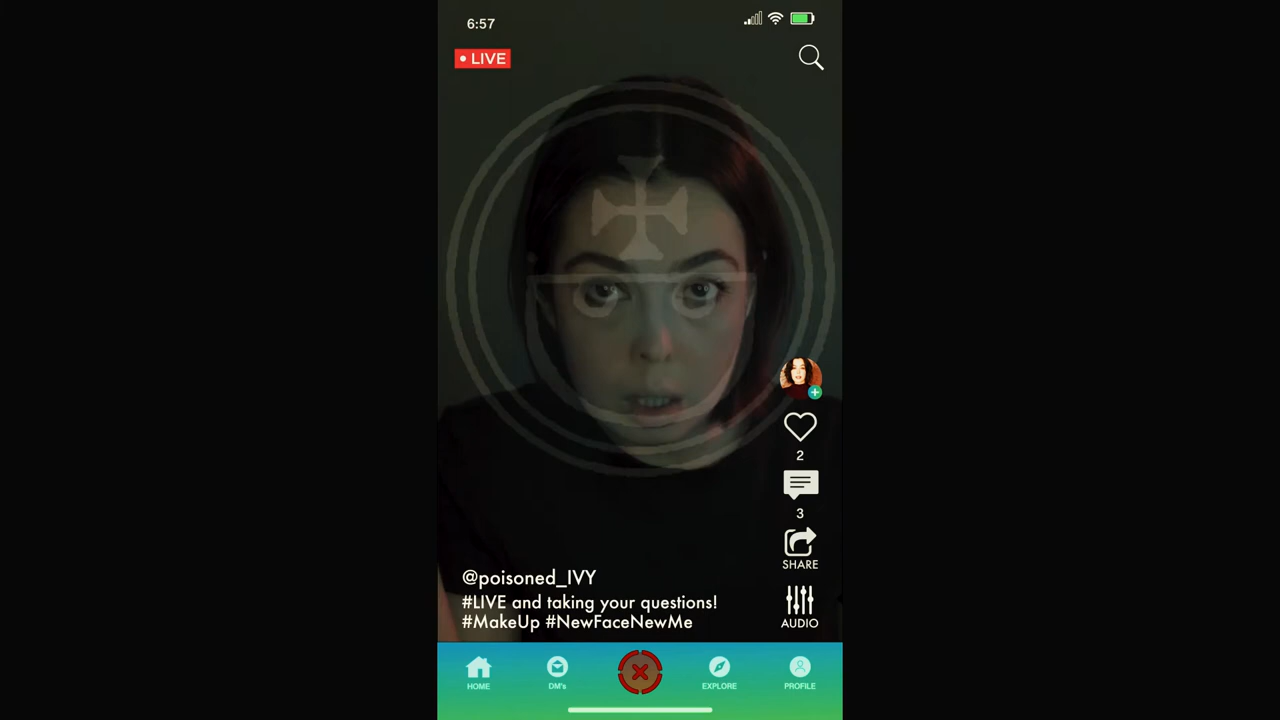 6:57
LIVE
2
3
SHARE
AUDIO
@poisoned_IVY
#LIVE and taking your questions!
#MakeUp #NewFaceNewMe
HOME
DM's
EXPLORE
PROFILE